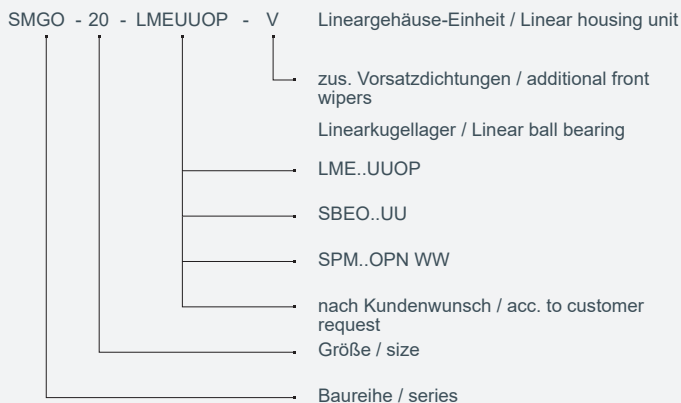 SMGO - 20 - LMEUUOP - V Lineargehäuse-Einheit / Linear housing unit
zus. Vorsatzdichtungen / additional front
wipers
Linearkugellager / Linear ball bearing
LME..UUOP
SBEO..UU
SPM..OPN WW
nach Kundenwunsch / acc. to customer
request
Größe / size
Baureihe / series